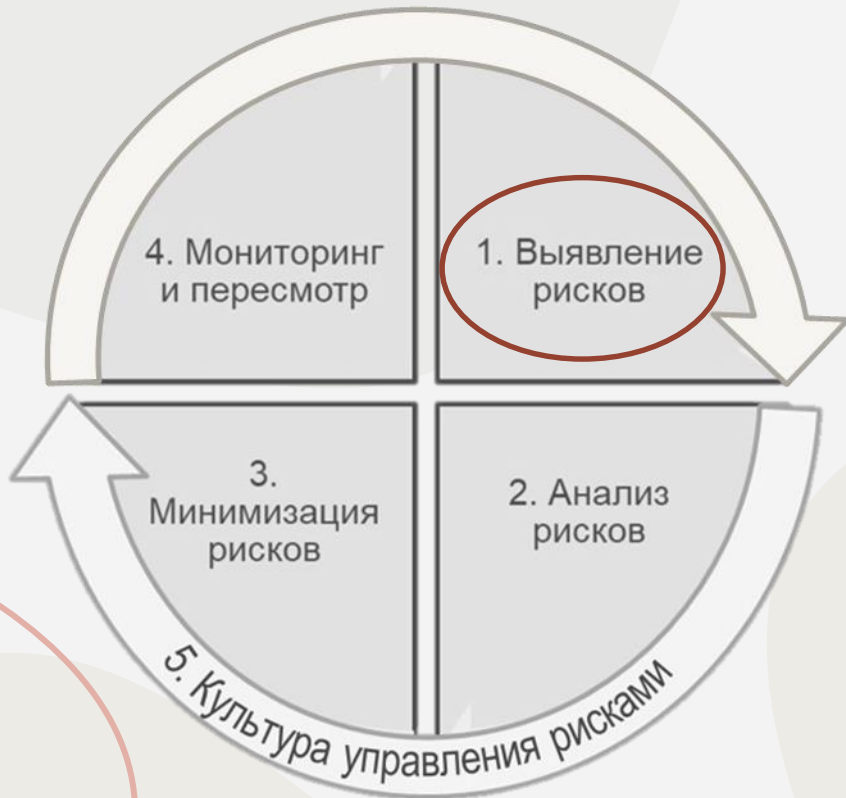 4. Мониторинг
и пересмотр
1. Выявление
рисков
3.
Минимизация
рисков
2. Анализ
рисков
5. Культура управления рисками